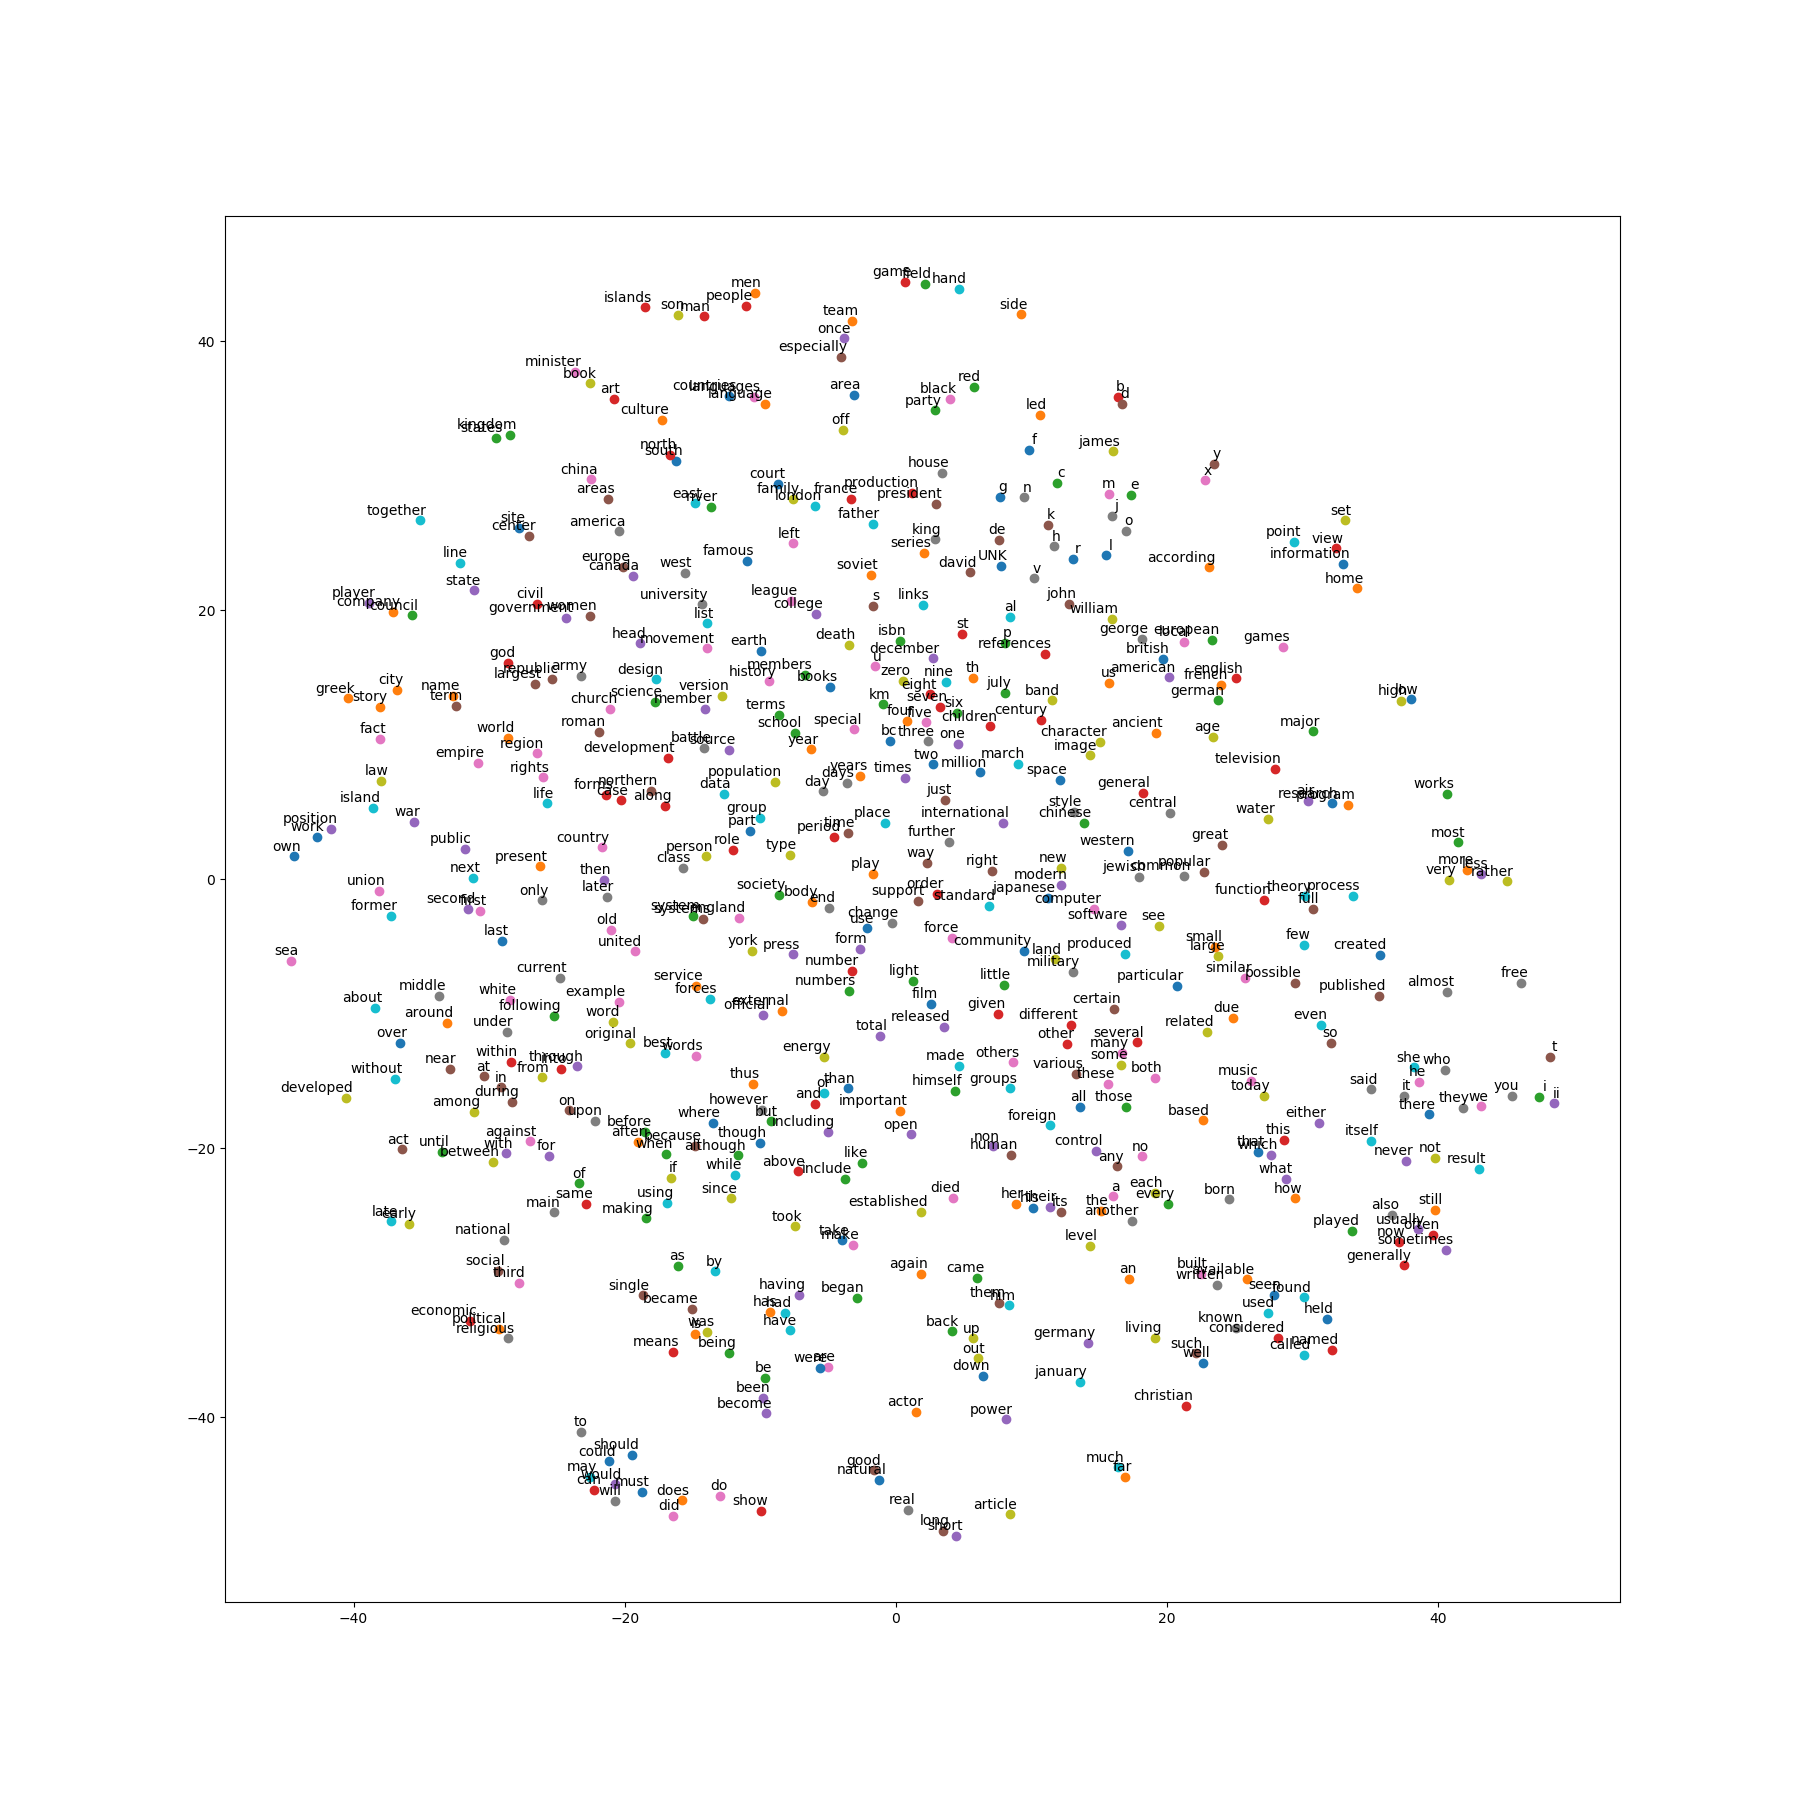 game field hand
men
people
islands son man side
team
once
especially
minister
book red
countries languages language area black b d
art
culture party led
off
kingdom
states f james
north
south y
house x
china court c
areas family france production m e
east river london president g n
j
together site father k o set
center america king de h point view
line left series r l information
europe famous UNK according
canada west soviet david v home
state
player civil league
company council government women university college s links john
list al william
head movement death isbn st p george local european games
earth u december references british
god republic army members zero nine th us american french english
largest design history books eight july german
city name science version km seven six band high low
greek story term church member terms four five children century
fact roman school special bc three one character ancient age major
world battle source year image
empire region development two million march television
law rights northern population years days times space general
island life forms case along data day just research air program works
position war group place international style chinese central water
work public country part period time further western great most
own present role type way new
person class play right jewish common popular very more less rather
next then
union second first only later society body end support order standard japanese modern computer function theory process full
former old system systems england change use software see
last united york press form force community land produced small large few created
sea current number military similar
middle white service numbers light little particular possible published almost free
about following example forces external film certain
around word official released given different related due even
over under original total other several so
within best words energy made others many some t
near at through into from various these both she who
without in thus or than himself groups music he
developed during and all those today said it you i ii
among on upon however but important foreign based there they we
against before where including open either this itself
act after because though non human control no that which never not
until between with for when although like any result
of if while above include what
same since died her his their its a each every born how
late early main using making established the another also still
national took level played usually often
take make now sometimes
social as by again came an built available generally
third having began written seen found
economic single has had them him used held
political became have back known considered
religious was is up germany living such called named
means being were are out well
be down january
been christian
become actor power
to
could should
may would good much
can must natural far
will does do show real article
did long short